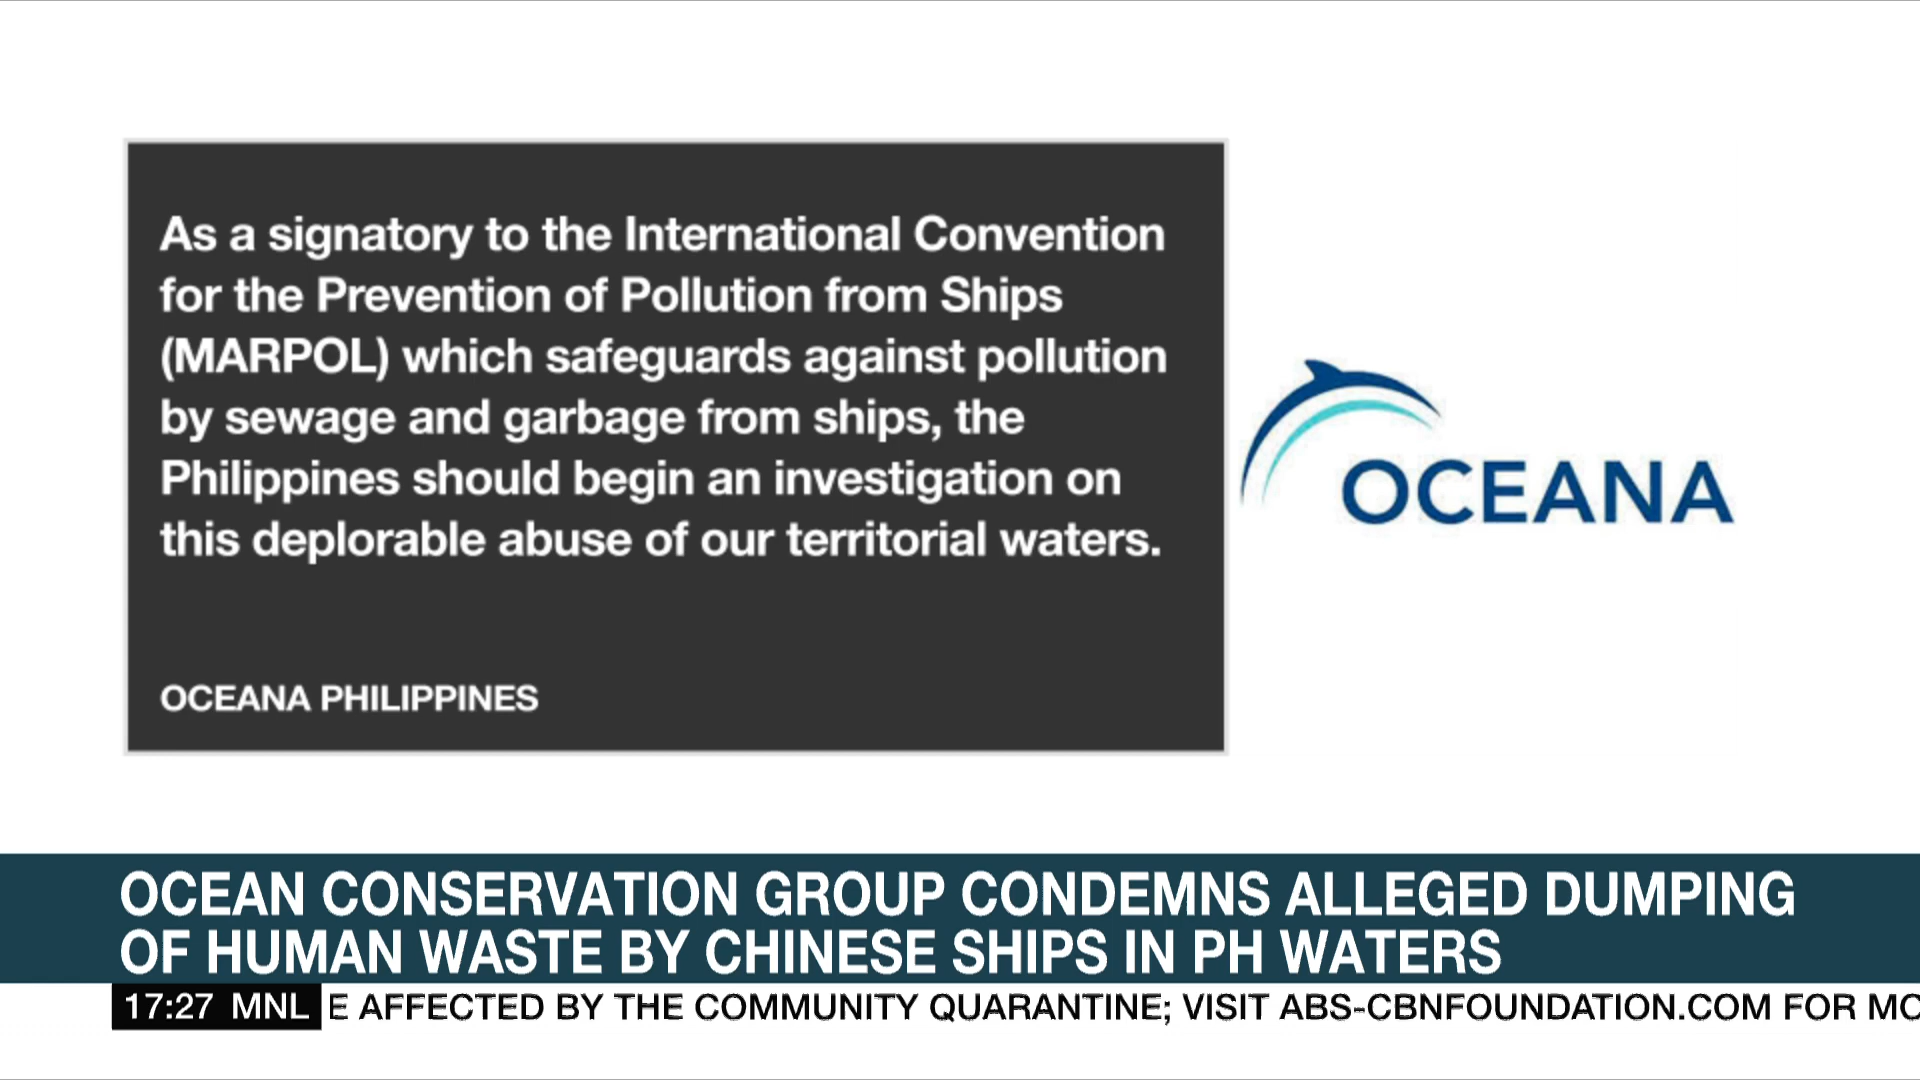 As a signatory to the International Convention
for the Prevention of Pollution from Ships
(MARPOL) which safeguards against pollution
by sewage and garbage from ships, the
Philippines should begin an investigation on
this deplorable abuse of our territorial waters.
OCEANA PHILIPPINES
OCEANA
OCEAN CONSERVATION GROUP CONDEMNS ALLEGED DUMPING
OF HUMAN WASTE BY CHINESE SHIPS IN PH WATERS
17:27 MNL E AFFECTED BY THE COMMUNITY QUARANTINE; VISIT ABS-CBNFOUNDATION.COM FOR MO